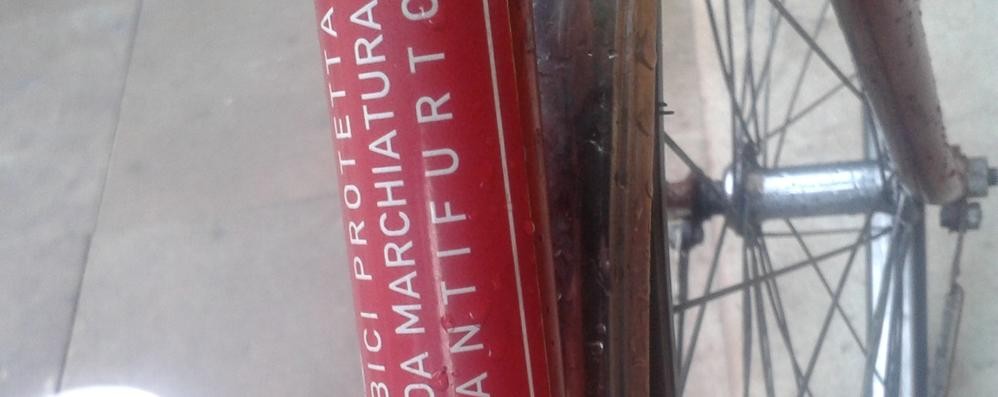 BICI PROTETTA
DA MARCHIATURA
ANTIFURTO